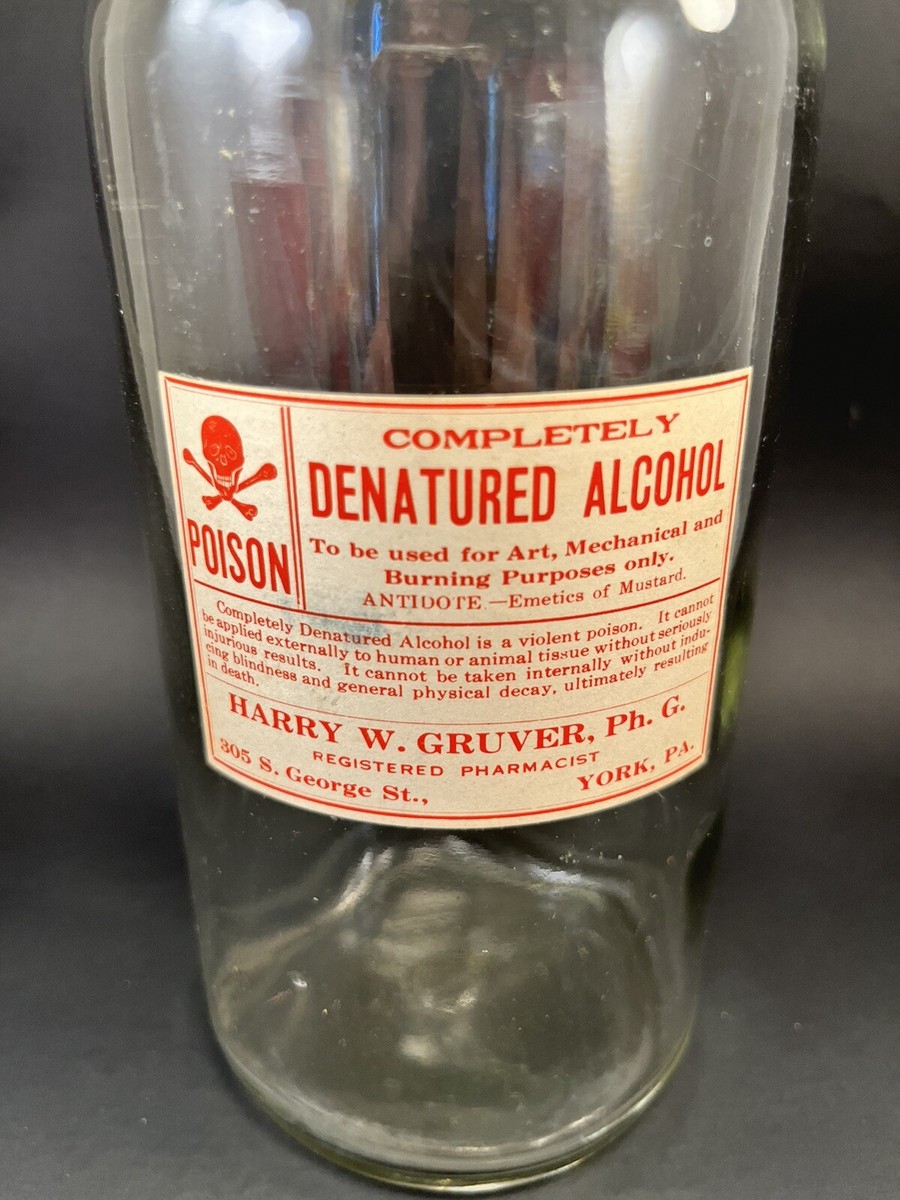 POISON
COMPLETELY
DENATURED ALCOHOL
To be used for Art, Mechanical and
Burning Purposes only.
ANTIDOTE—Emetics of Mustard.
Completely Denatured Alcohol is a violent poison. It cannot
be applied externally to human or animal tissue without seriously
injurious results. It cannot be taken internally without indu-
cing blindness and general physical decay, ultimately resulting
in death.
HARRY W. GRUVER, Ph. G.
REGISTERED PHARMACIST
305 S. George St., YORK, PA.